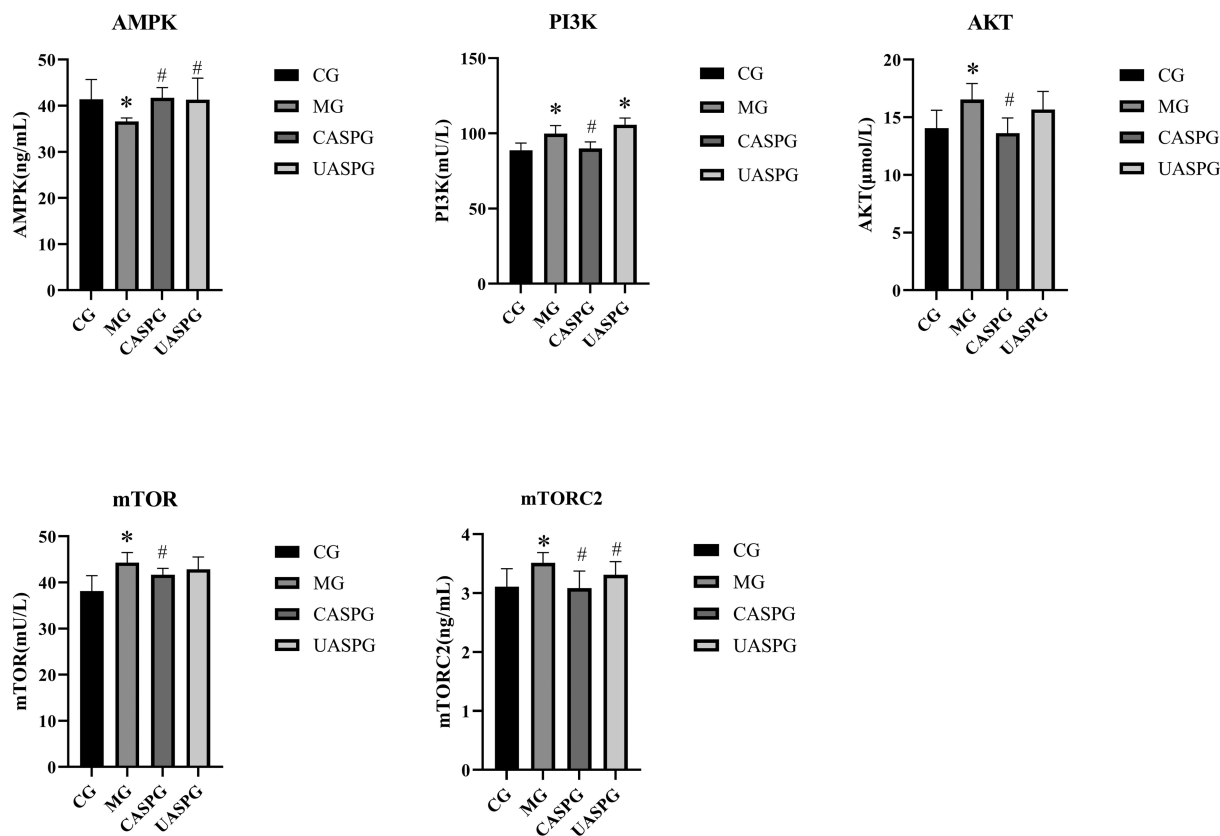 AMPK
AMPK(ng/mL)
50
40
30
20
10
0
*
#
#
CG
MG
CASPG
UASPG
CG
MG
CASPG
UASPG
PI3K
PI3K(mU/L)
150
100
50
0
*
#
*
CG
MG
CASPG
UASPG
CG
MG
CASPG
UASPG
AKT
AKT(μmol/L)
20
15
10
5
0
*
#
CG
MG
CASPG
UASPG
CG
MG
CASPG
UASPG
mTOR
mTOR(mU/L)
50
40
30
20
10
0
*
#
CG
MG
CASPG
UASPG
CG
MG
CASPG
UASPG
mTORC2
mTORC2(ng/mL)
4
3
2
1
0
*
#
#
CG
MG
CASPG
UASPG
CG
MG
CASPG
UASPG